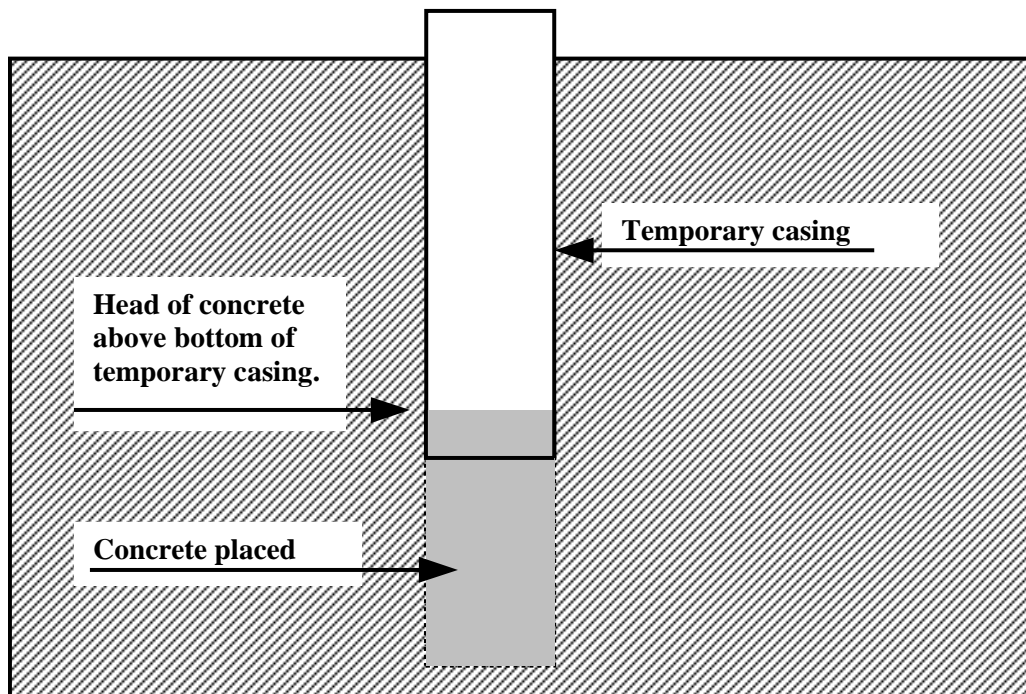 Temporary casing
Head of concrete
above bottom of
temporary casing.
Concrete placed